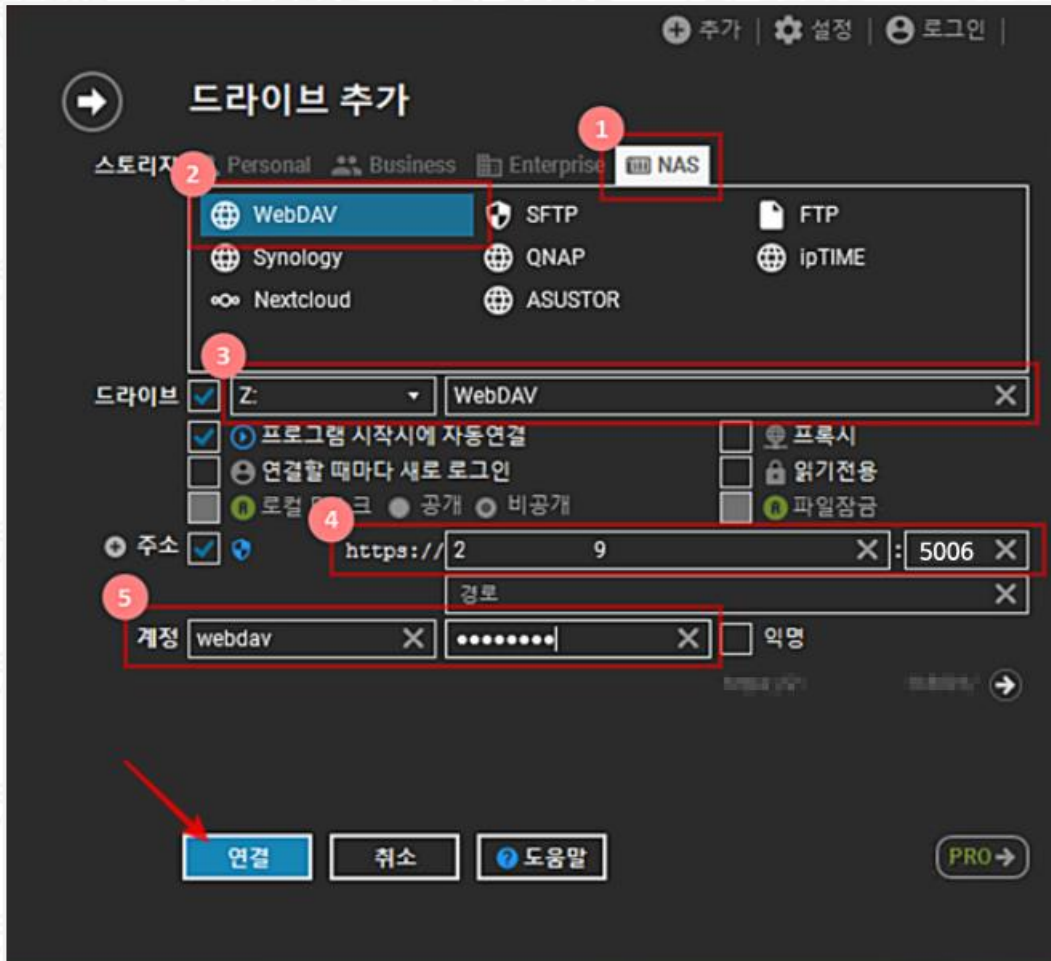 추가 | 설정 | 로그인 |
드라이브 추가
1
스토리지 Personal Business Enterprise NAS
2
WebDAV SFTP FTP
Synology QNAP ipTIME
Nextcloud ASUSTOR
3
드라이브 Z: WebDAV
프로그램 시작시에 자동연결 프록시
연결할 때마다 새로 로그인 읽기전용
로컬 공개 비공개 파일잠금
4
주소 https:// 2 9 : 5006
경로
5
계정 webdav ●●●●●●●● 익명
연결 취소 도움말 PRO